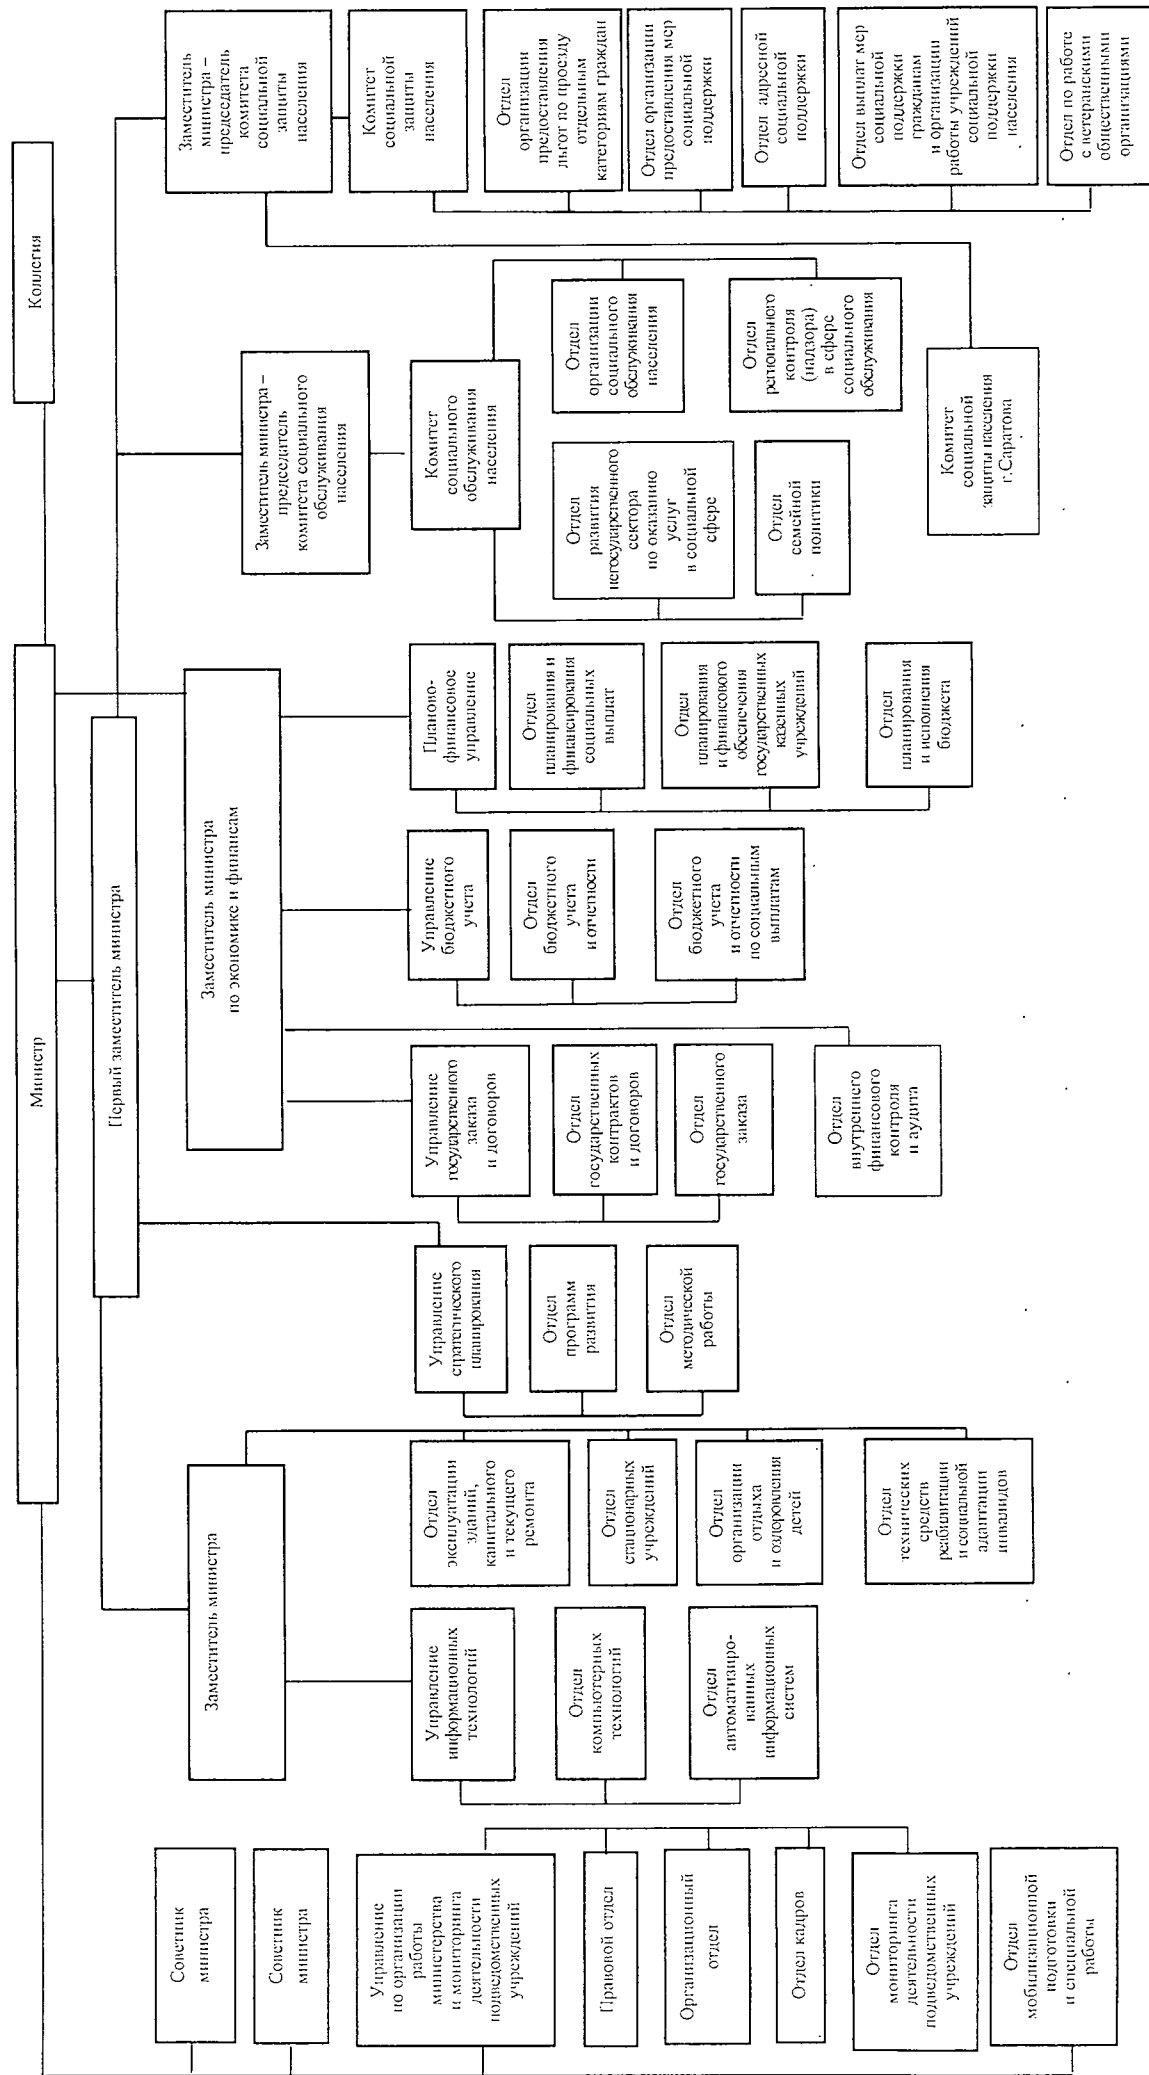 Министр
Коллегия
Первый заместитель министра
Советник
министра
Советник
министра
Управление
по организации
работы
министерства
и мониторинга
деятельности
подведомственных
учреждений
Правовой отдел
Организационный
отдел
Отдел кадров
Отдел
мониторинга
деятельности
подведомственных
учреждений
Отдел
мобилизационной
подготовки
и специальной
работы
Заместитель министра
Управление
информационных
технологий
Отдел
компьютерных
технологий
Отдел
автоматизиро-
ванных
информационных
систем
Отдел
эксплуатации
зданий,
капитального
и текущего
ремонта
Отдел
стационарных
учреждений
Отдел
организации
отдыха
и оздоровления
детей
Отдел
технических
средств
реабилитации
и социальной
адаптации
инвалидов
Управление
стратегического
планирования
Отдел
программ
развития
Отдел
методической
работы
Заместитель министра
по экономике и финансам
Управление
государственного
заказа
и договоров
Отдел
государственных
контрактов
и договоров
Отдел
государственного
заказа
Отдел
внутреннего
финансового
контроля
и аудита
Управление
бюджетного
учета
Отдел
бюджетного
учета
и отчетности
Отдел
бюджетного
учета
и отчетности
по социальным
выплатам
Планово-
финансовое
управление
Отдел
планирования и
финансирования
социальных
выплат
Отдел
планирования
и финансового
обеспечения
государственных
казенных
учреждений
Отдел
планирования
и исполнения
бюджета
Заместитель министра –
председатель
комитета социального
обслуживания
населения
Комитет
социального
обслуживания
населения
Отдел
развития
негосударственного
сектора
по оказанию
услуг
в социальной
сфере
Отдел
семейной
политики
Отдел
организации
социального
обслуживания
населения
Отдел
регионального
контроля
(надзора)
в сфере
социального
обслуживания
Комитет
социальной
защиты населения
г.Саратова
Заместитель
министра –
председатель
комитета
социальной
защиты
населения
Комитет
социальной
защиты
населения
Отдел
организации
предоставления
льгот по проезду
отдельным
категориям граждан
Отдел организации
предоставления мер
социальной
поддержки
Отдел адресной
социальной
поддержки
Отдел выплат мер
социальной
поддержки
гражданам
и организации
работы учреждений
социальной
поддержки
населения
Отдел по работе
с ветеранскими
общественными
организациями